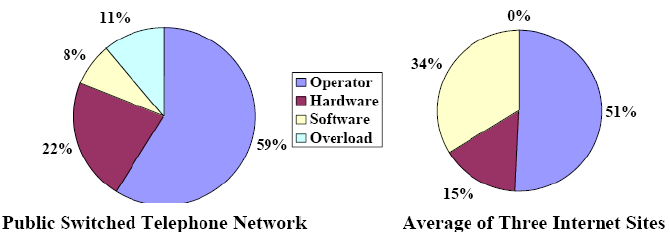 11%
8%
22%
59%
Operator
Hardware
Software
Overload
0%
34%
51%
15%
Public Switched Telephone Network
Average of Three Internet Sites